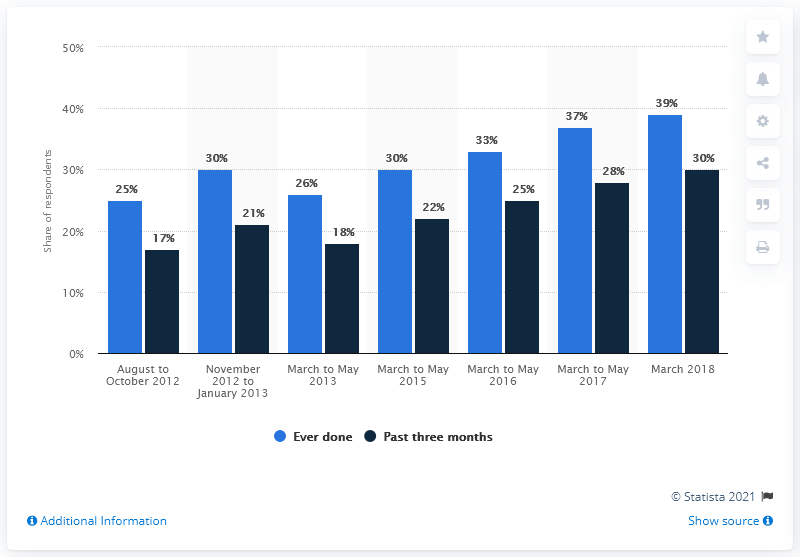 50%
40%
30%
20%
10%
0%
Share of respondents
25%
17%
30%
21%
26%
18%
30%
22%
33%
25%
37%
28%
39%
30%
August to
October 2012
November
2012 to
January 2013
March to May
2013
March to May
2015
March to May
2016
March to May
2017
March 2018
Ever done
Past three months
© Statista 2021
Additional Information
Show source